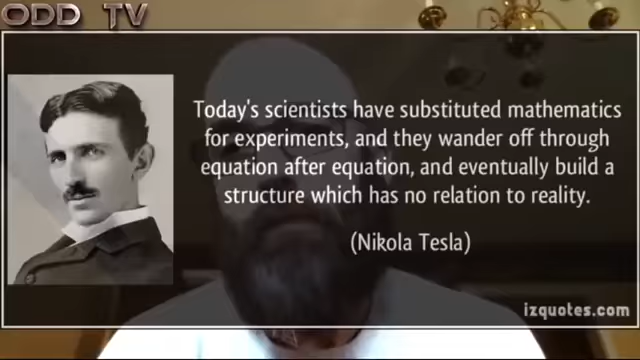 ODD TV
Today's scientists have substituted mathematics
for experiments, and they wander off through
equation after equation, and eventually build a
structure which has no relation to reality.
(Nikola Tesla)
izquotes.com